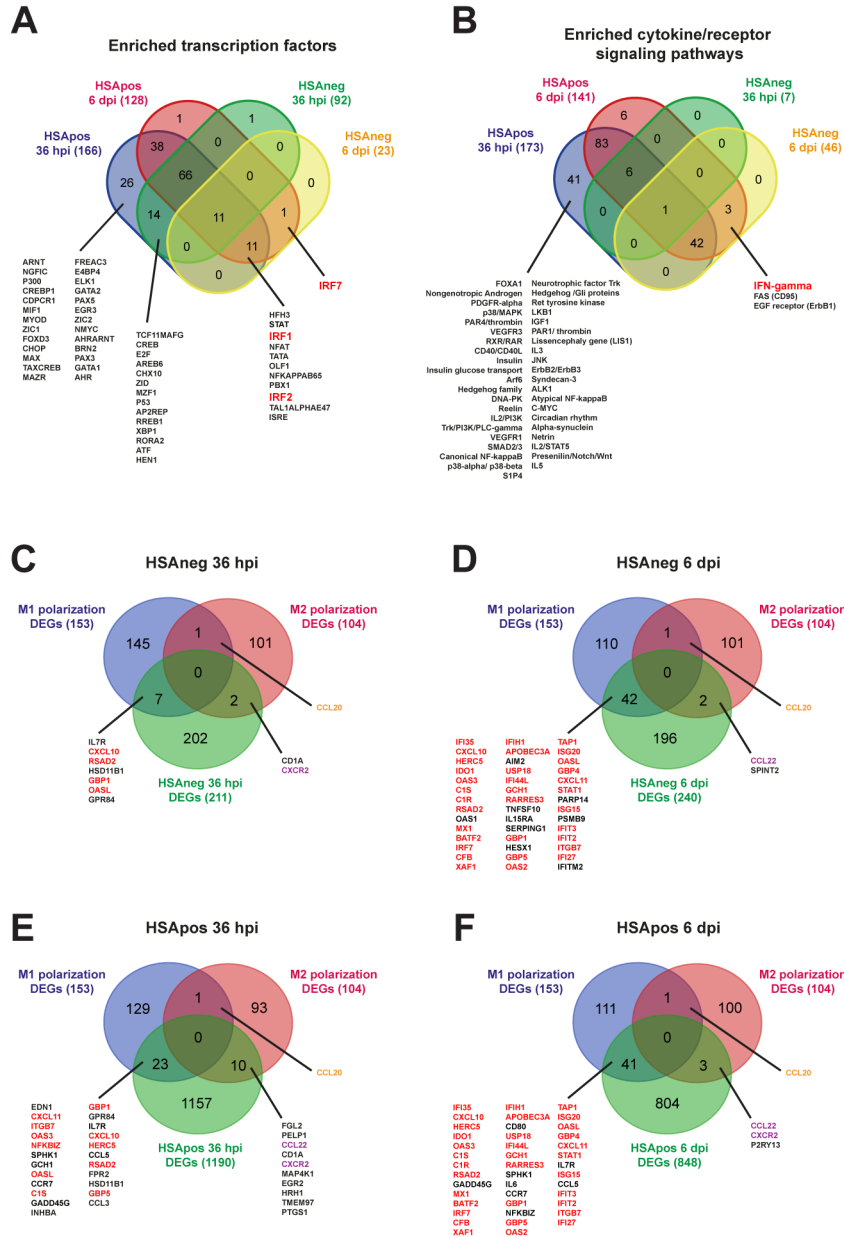 A
Enriched transcription factors
HSApos
6 dpi (128)
HSAneg
36 hpi (92)
HSApos
36 hpi (166)
HSAneg
6 dpi (23)
1
1
38
0
0
26
66
0
0
14
11
1
0
11
0
ARNT
NGFIC
P300
CREBP1
CDPCR1
MIF1
MYOD
ZIC1
FOXD3
CHOP
MAX
TAXCREB
MAZR
FREAC3
E4BP4
ELK1
GATA2
PAX5
EGR3
ZIC2
NMYC
AHRARNT
BRN2
PAX3
GATA1
AHR
TCF11MAFG
CREB
E2F
AREB6
CHX10
ZID
MZF1
P53
AP2REP
RREB1
XBP1
RORA2
ATF
HEN1
HFH3
STAT
IRF1
NFAT
TATA
OLF1
NFKAPPAB65
PBX1
IRF2
TAL1ALPHAE47
ISRE
IRF7
B
Enriched cytokine/receptor
signaling pathways
HSApos
6 dpi (141)
HSAneg
36 hpi (7)
HSApos
36 hpi (173)
HSAneg
6 dpi (46)
6
0
83
0
0
41
6
0
0
0
1
3
0
42
0
FOXA1
Nongenotropic Androgen
PDGFR-alpha
p38/MAPK
PAR4/thrombin
VEGFR3
RXR/RAR
CD40/CD40L
Insulin
Insulin glucose transport
Arf6
Hedgehog family
DNA-PK
Reelin
IL2/PI3K
Trk/PI3K/PLC-gamma
VEGFR1
SMAD2/3
Canonical NF-kappaB
p38-alpha/ p38-beta
S1P4
Neurotrophic factor Trk
Hedgehog /Gli proteins
Ret tyrosine kinase
LKB1
IGF1
PAR1/ thrombin
Lissencephaly gene (LIS1)
IL3
JNK
ErbB2/ErbB3
Syndecan-3
ALK1
Atypical NF-kappaB
C-MYC
Circadian rhythm
Alpha-synuclein
Netrin
IL2/STAT5
Presenilin/Notch/Wnt
IL5
IFN-gamma
FAS (CD95)
EGF receptor (ErbB1)
C
HSAneg 36 hpi
M1 polarization
DEGs (153)
M2 polarization
DEGs (104)
145
1
101
0
7
2
202
HSAneg 36 hpi
DEGs (211)
CCL20
IL7R
CXCL10
RSAD2
HSD11B1
GBP1
OASL
GPR84
CD1A
CXCR2
D
HSAneg 6 dpi
M1 polarization
DEGs (153)
M2 polarization
DEGs (104)
110
1
101
0
42
2
196
HSAneg 6 dpi
DEGs (240)
CCL20
IFI35
CXCL10
HERC5
IDO1
OAS3
C1S
C1R
RSAD2
OAS1
MX1
BATF2
IRF7
CFB
XAF1
IFIH1
APOBEC3A
AIM2
USP18
IFI44L
GCH1
RARRES3
TNFSF10
IL15RA
SERPING1
GBP1
HESX1
GBP5
OAS2
TAP1
ISG20
OASL
GBP4
CXCL11
STAT1
PARP14
ISG15
PSMB9
IFIT3
IFIT2
ITGB7
IFI27
IFITM2
CCL22
SPINT2
E
HSApos 36 hpi
M1 polarization
DEGs (153)
M2 polarization
DEGs (104)
129
1
93
0
23
10
1157
HSApos 36 hpi
DEGs (1190)
CCL20
EDN1
CXCL11
ITGB7
OAS3
NFKBIZ
SPHK1
GCH1
OASL
CCR7
C1S
GADD45G
INHBA
GBP1
GPR84
IL7R
CXCL10
HERC5
CCL5
RSAD2
FPR2
HSD11B1
GBP5
CCL3
FGL2
PELP1
CCL22
CD1A
CXCR2
MAP4K1
EGR2
HRH1
TMEM97
PTGS1
F
HSApos 6 dpi
M1 polarization
DEGs (153)
M2 polarization
DEGs (104)
111
1
100
0
41
3
804
HSApos 6 dpi
DEGs (848)
CCL20
IFI35
CXCL10
HERC5
IDO1
OAS3
C1S
C1R
RSAD2
GADD45G
MX1
BATF2
IRF7
CFB
XAF1
IFIH1
APOBEC3A
CD80
USP18
IFI44L
GCH1
RARRES3
SPHK1
IL6
CCR7
GBP1
NFKBIZ
GBP5
OAS2
TAP1
ISG20
OASL
GBP4
CXCL11
STAT1
IL7R
ISG15
CCL5
IFIT3
IFIT2
ITGB7
IFI27
CCL22
CXCR2
P2RY13